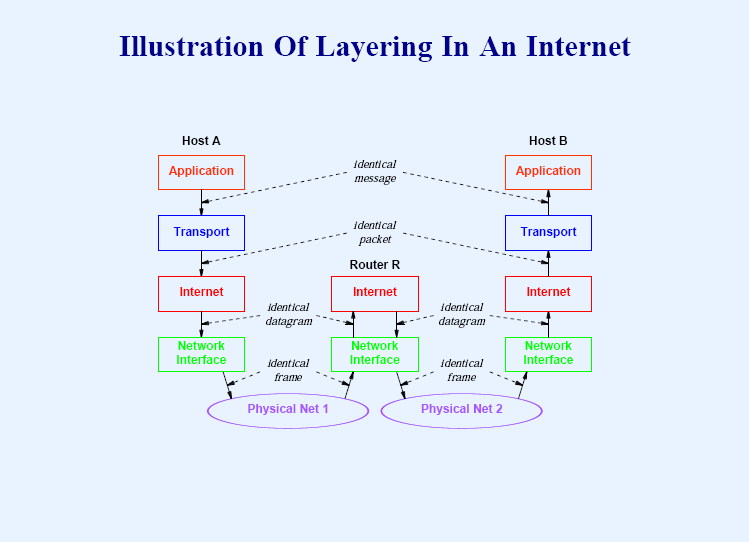 Illustration Of Layering In An Internet
Host A
Host B
Application
identical
message
Application
Transport
identical
packet
Transport
Router R
Internet
Internet
Internet
identical
datagram
identical
datagram
Network
Interface
Network
Interface
Network
Interface
identical
frame
identical
frame
Physical Net 1
Physical Net 2